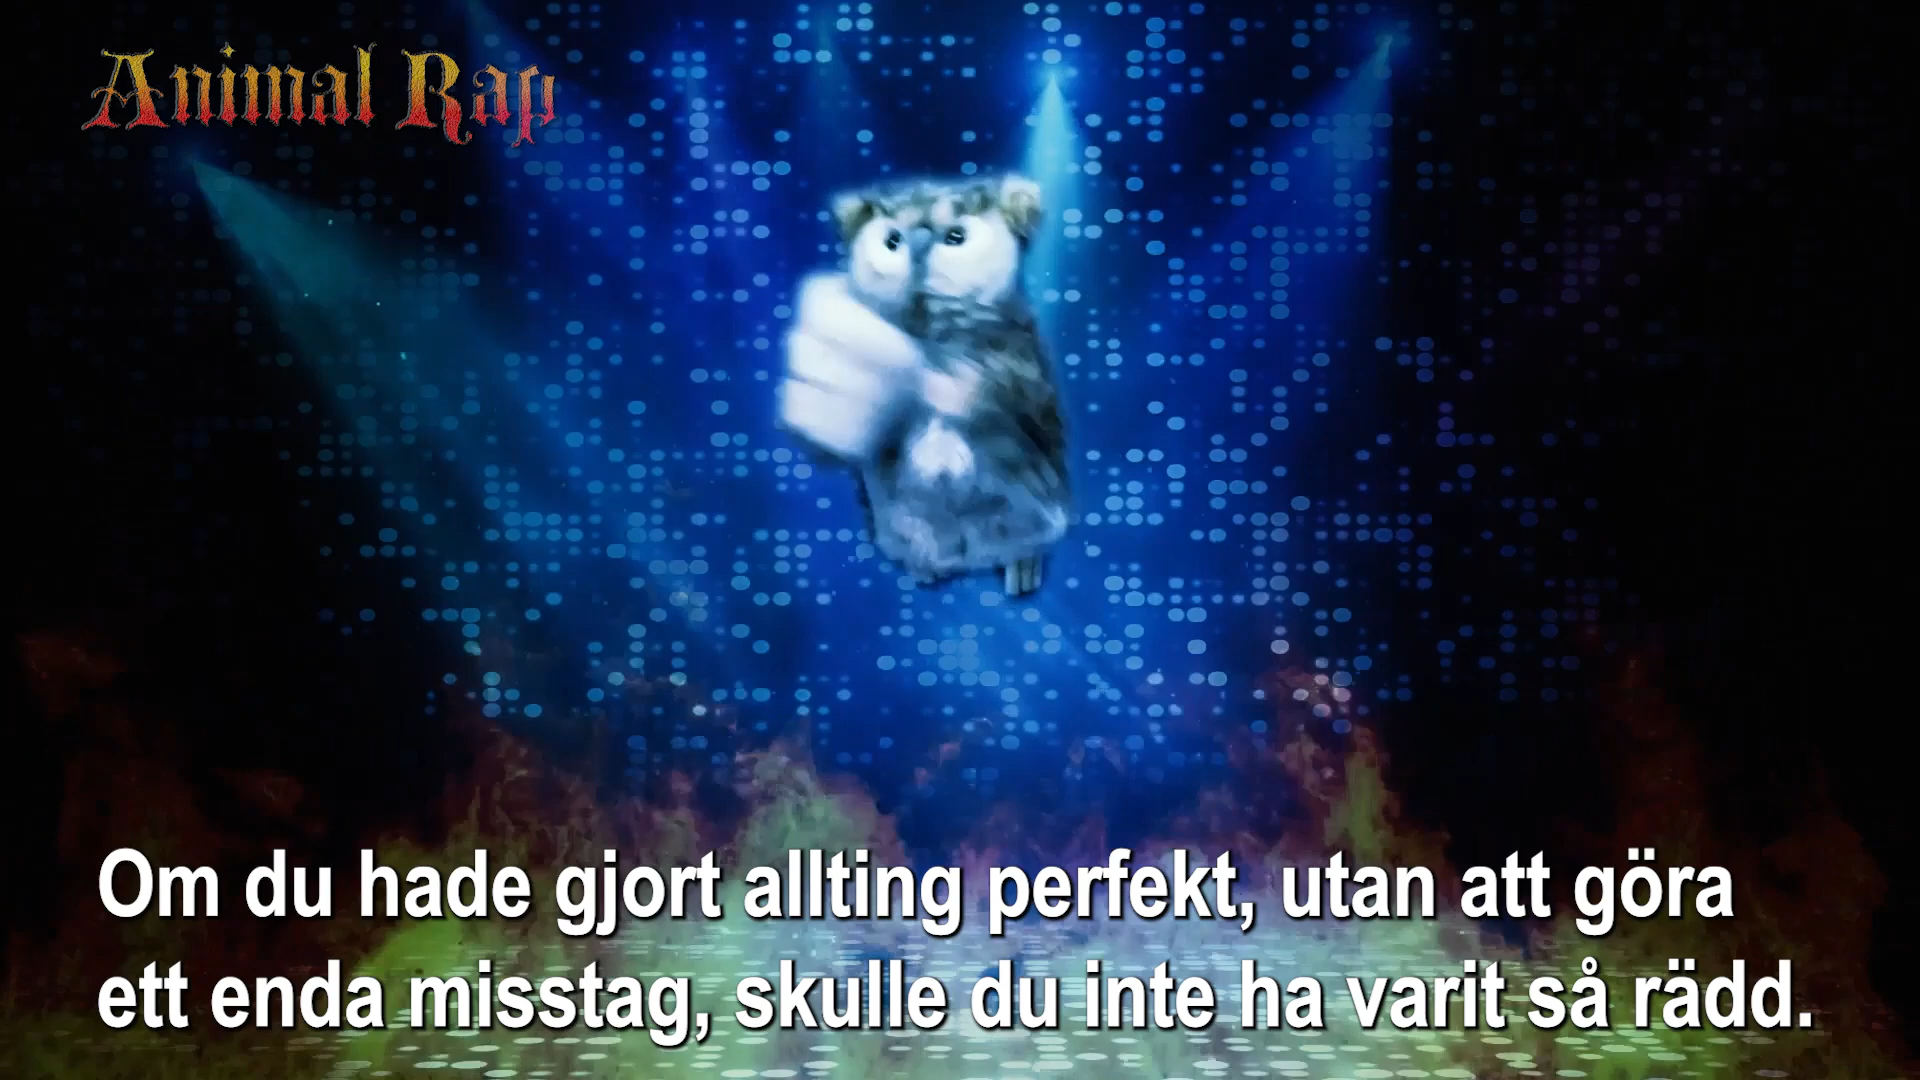 Animal Rap
Om du hade gjort allting perfekt, utan att göra
ett enda misstag, skulle du inte ha varit så rädd.